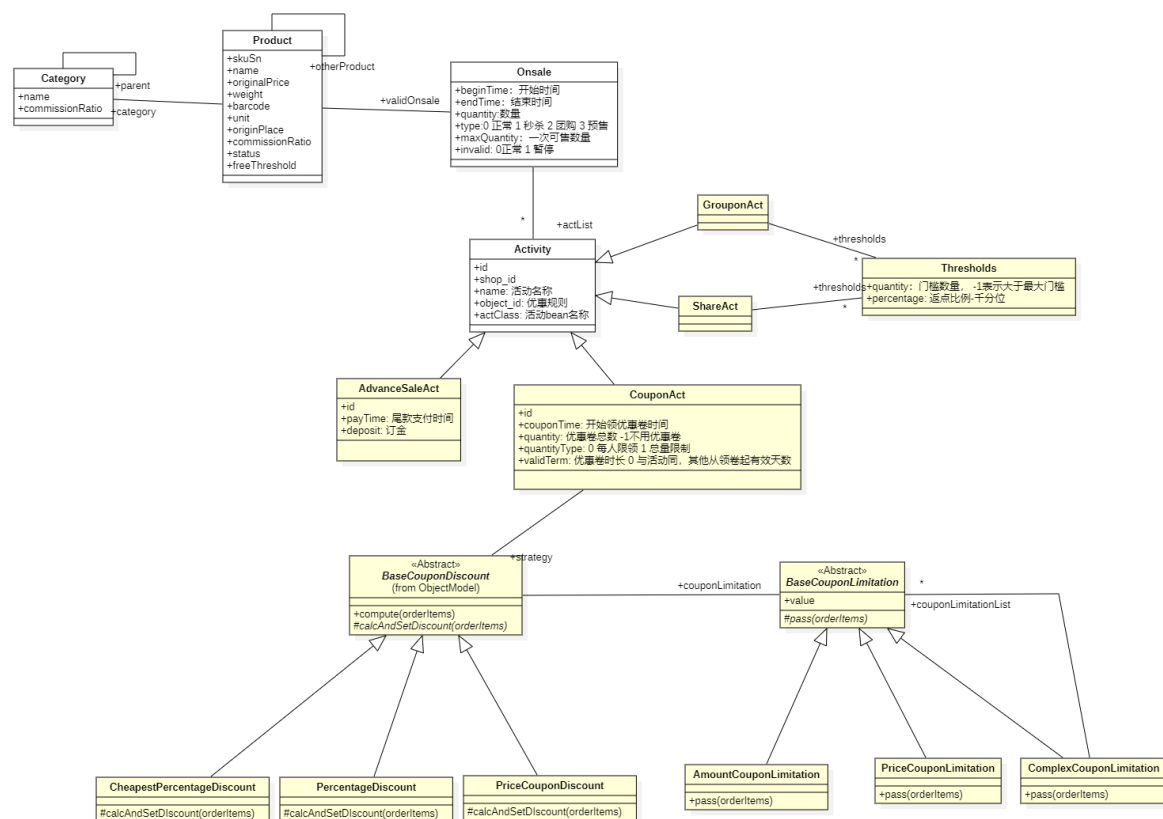 Category
+name
+commissionRatio
+parent
+category
Product
+skuSn
+name
+originalPrice
+weight
+barcode
+unit
+originPlace
+commissionRatio
+status
+freeThreshold
+otherProduct
+validOnsale
Onsale
+beginTime：开始时间
+endTime：结束时间
+quantity:数量
+type:0 正常 1 秒杀 2 团购 3 预售
+maxQuantity：一次可售数量
+invalid: 0正常 1 暂停
*
+actList
Activity
+id
+shop_id
+name: 活动名称
+object_id: 优惠规则
+actClass: 活动bean名称
GrouponAct
+thresholds
*
ShareAct
+thresholds
*
Thresholds
+quantity：门槛数量， -1表示大于最大门槛
+percentage: 返点比例-千分位
AdvanceSaleAct
+id
+payTime: 尾款支付时间
+deposit: 订金
CouponAct
+id
+couponTime: 开始领优惠卷时间
+quantity: 优惠卷总数 -1不用优惠卷
+quantityType: 0 每人限领 1 总量限制
+validTerm: 优惠卷时长 0 与活动同，其他从领卷起有效天数
+strategy
«Abstract»
BaseCouponDiscount
(from ObjectModel)
+compute(orderItems)
#calcAndSetDiscount(orderItems)
+couponLimitation
«Abstract»
BaseCouponLimitation
+value
#pass(orderItems)
*
+couponLimitationList
CheapestPercentageDiscount
#calcAndSetDIscount(orderItems)
PercentageDiscount
#calcAndSetDIscount(orderItems)
PriceCouponDiscount
#calcAndSetDIscount(orderItems)
AmountCouponLimitation
+pass(orderItems)
PriceCouponLimitation
+pass(orderItems)
ComplexCouponLimitation
+pass(orderItems)